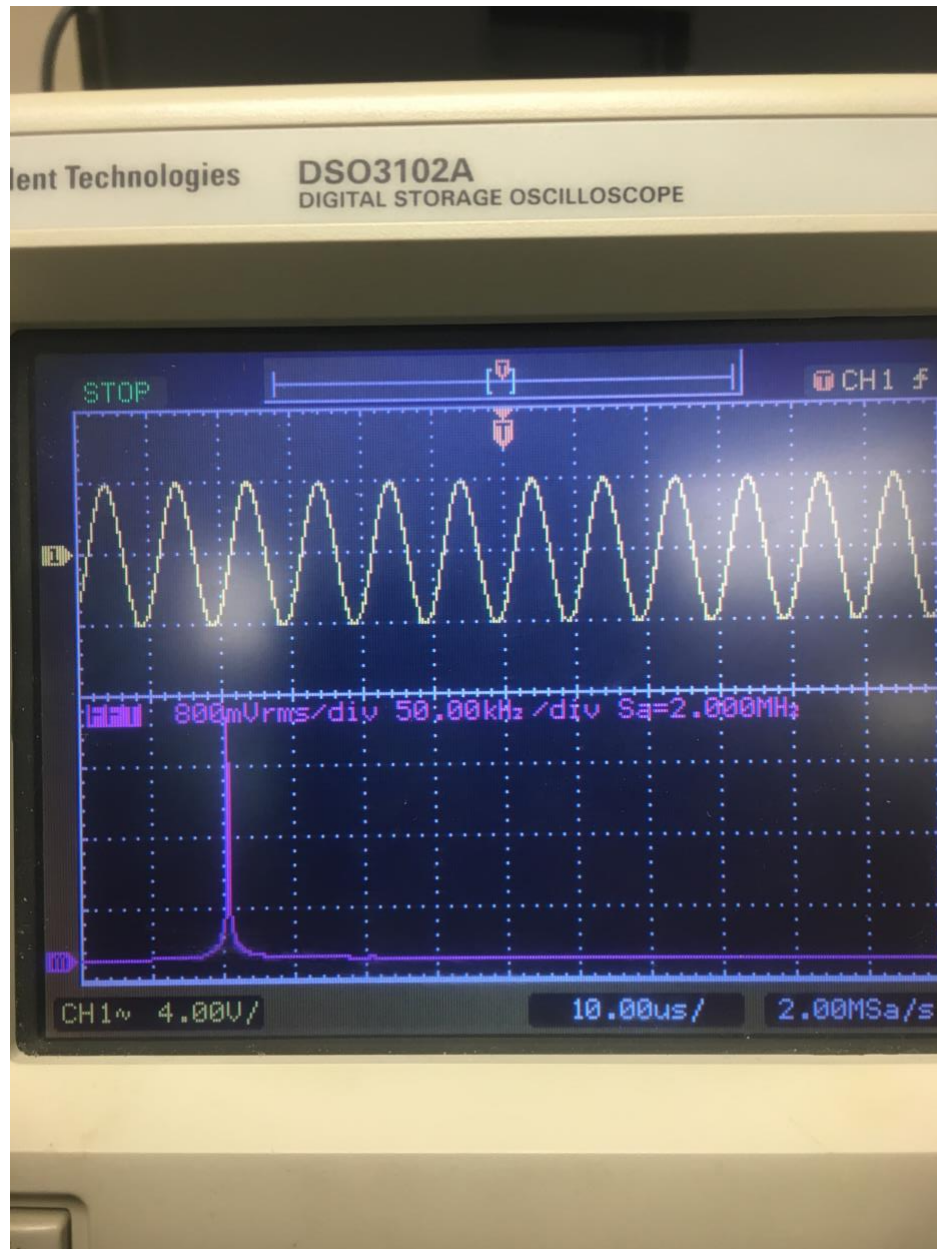 lent Technologies DSO3102A
DIGITAL STORAGE OSCILLOSCOPE
STOP T CH1
T
T
1
FFT 800mVrms/div 50.00kHz/div Sa=2.000MHz
M
CH1~ 4.00V/ 10.00us/ 2.00MSa/s